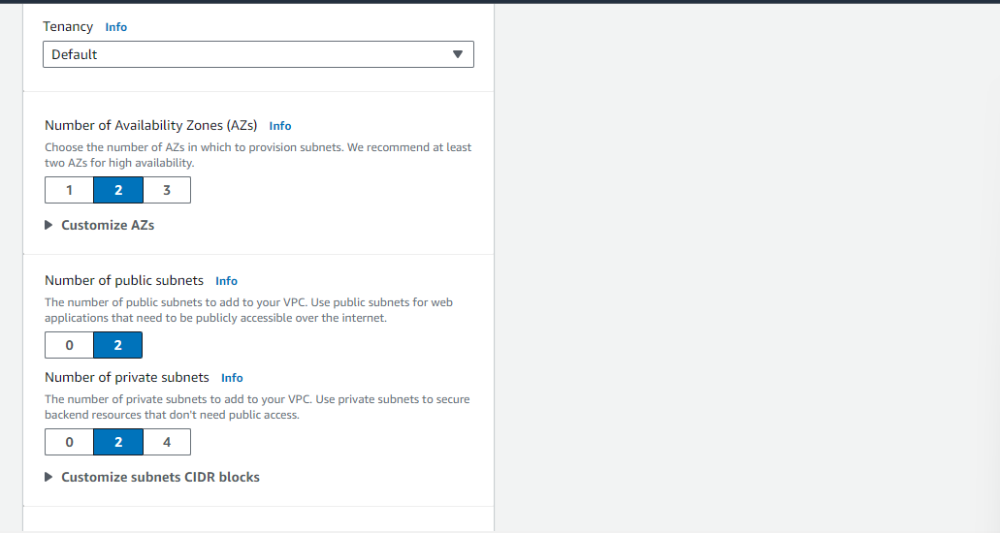 Tenancy Info
Default
Number of Availability Zones (AZs) Info
Choose the number of AZs in which to provision subnets. We recommend at least
two AZs for high availability.
1 2 3
Customize AZs
Number of public subnets Info
The number of public subnets to add to your VPC. Use public subnets for web
applications that need to be publicly accessible over the internet.
0 2
Number of private subnets Info
The number of private subnets to add to your VPC. Use private subnets to secure
backend resources that don't need public access.
0 2 4
Customize subnets CIDR blocks